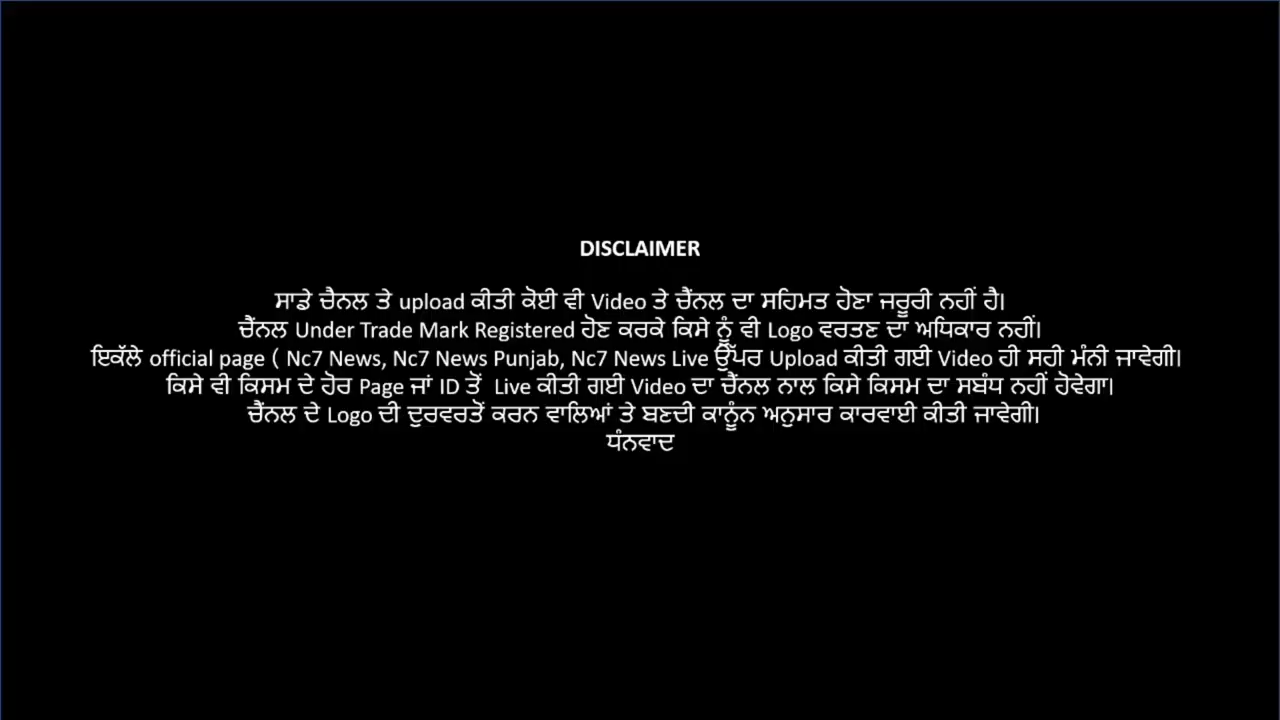 DISCLAIMER
ਸਾਡੇ ਚੈਨਲ ਤੇ upload ਕੀਤੀ ਕੋਈ ਵੀ Video ਤੇ ਚੈਂਨਲ ਦਾ ਸਹਿਮਤ ਹੋਣਾ ਜਰੂਰੀ ਨਹੀਂ ਹੈ।
ਚੈਂਨਲ Under Trade Mark Registered ਹੋਣ ਕਰਕੇ ਕਿਸੇ ਨੂੰ ਵੀ Logo ਵਰਤਣ ਦਾ ਅਧਿਕਾਰ ਨਹੀਂ।
ਇਕੱਲੇ official page ( Nc7 News, Nc7 News Punjab, Nc7 News Live ਉੱਪਰ Upload ਕੀਤੀ ਗਈ Video ਹੀ ਸਹੀ ਮੰਨੀ ਜਾਵੇਗੀ।
ਕਿਸੇ ਵੀ ਕਿਸਮ ਦੇ ਹੋਰ Page ਜਾਂ ID ਤੋਂ Live ਕੀਤੀ ਗਈ Video ਦਾ ਚੈਂਨਲ ਨਾਲ ਕਿਸੇ ਕਿਸਮ ਦਾ ਸਬੰਧ ਨਹੀਂ ਹੋਵੇਗਾ।
ਚੈਂਨਲ ਦੇ Logo ਦੀ ਦੁਰਵਰਤੋਂ ਕਰਨ ਵਾਲਿਆਂ ਤੇ ਬਣਦੀ ਕਾਨੂੰਨ ਅਨੁਸਾਰ ਕਾਰਵਾਈ ਕੀਤੀ ਜਾਵੇਗੀ।
ਧੰਨਵਾਦ